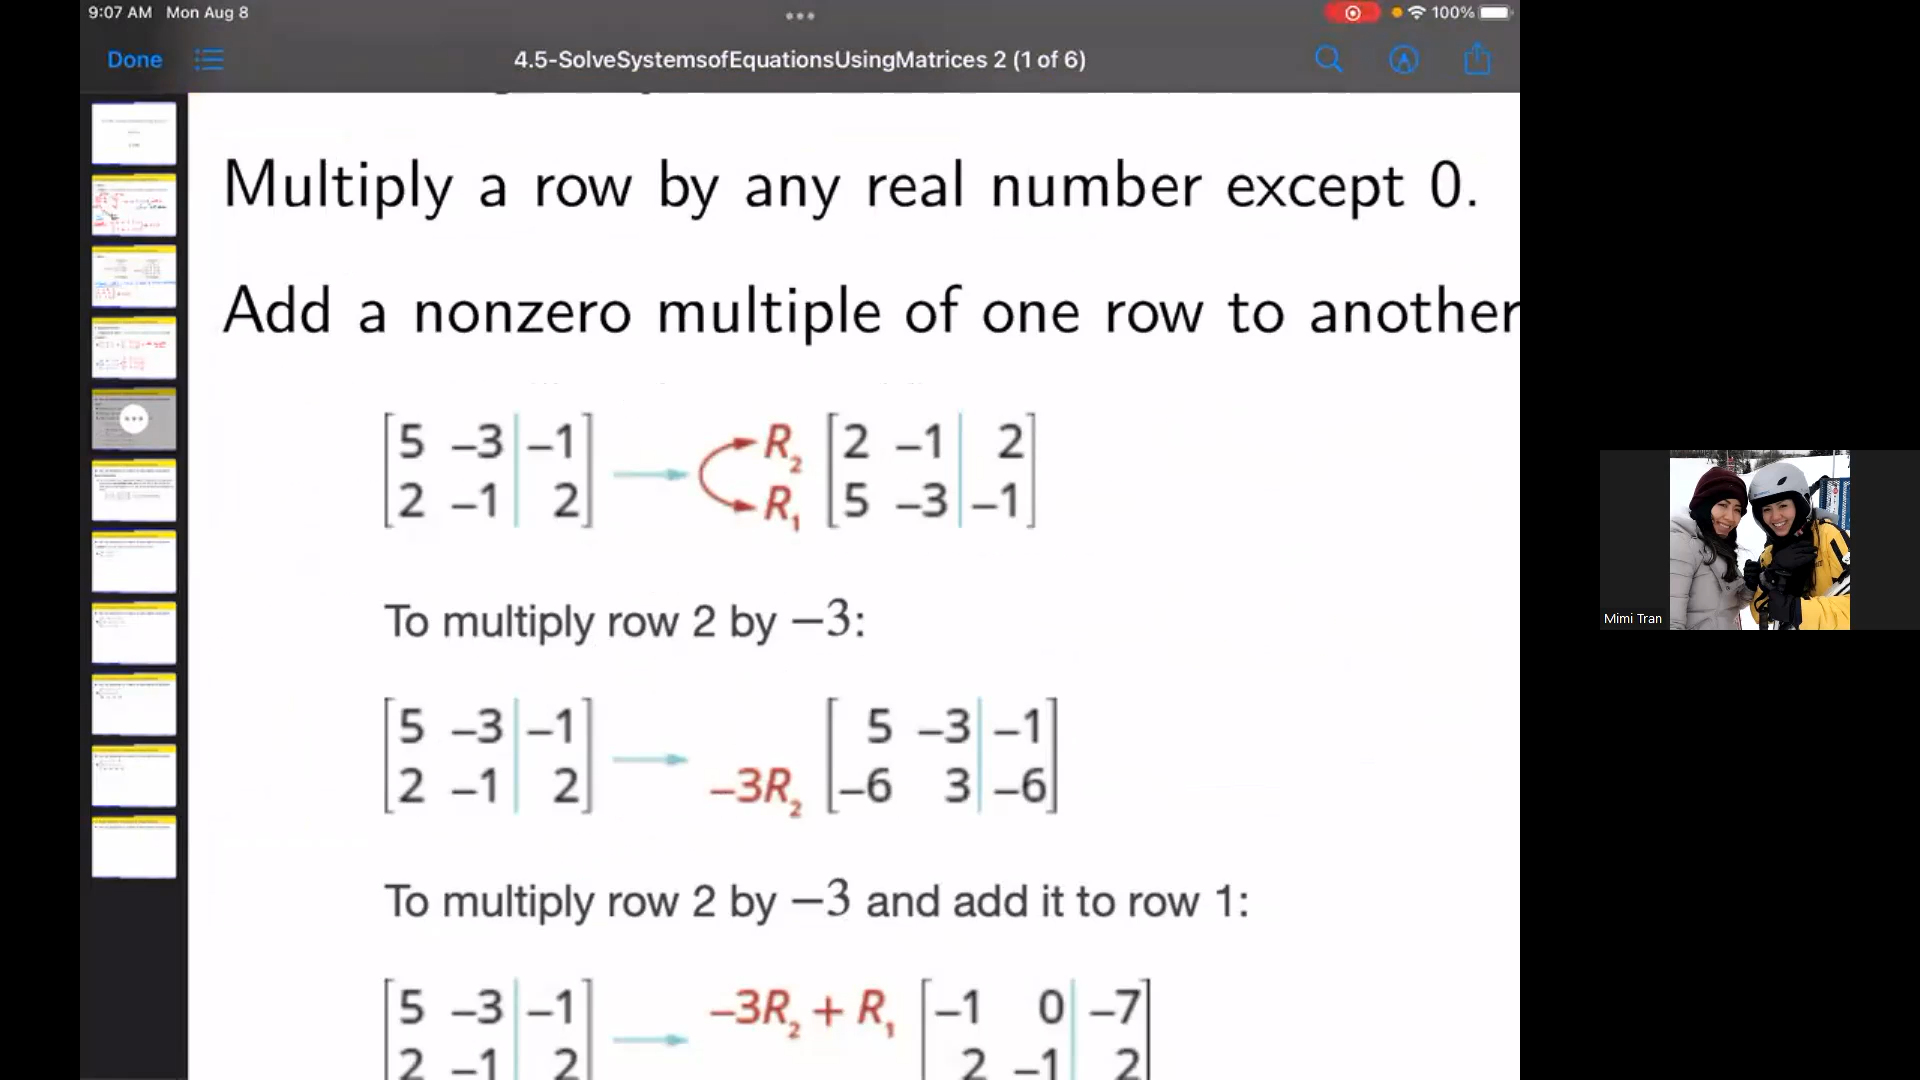 9:07 AM Mon Aug 8
100%
Done
4.5-SolveSystemsofEquationsUsingMatrices 2 (1 of 6)
Multiply a row by any real number except 0.
Add a nonzero multiple of one row to another
5 −3 | −1 R₂ 2 −1 | 2
2 −1 | 2 R₁ 5 −3 | −1
To multiply row 2 by −3:
5 −3 | −1 5 −3 | −1
2 −1 | 2 −3R₂ −6 3 | −6
To multiply row 2 by −3 and add it to row 1:
5 −3 | −1 −3R₂ + R₁ −1 0 | −7
2 −1 | 2 2 −1 | 2
Mimi Tran